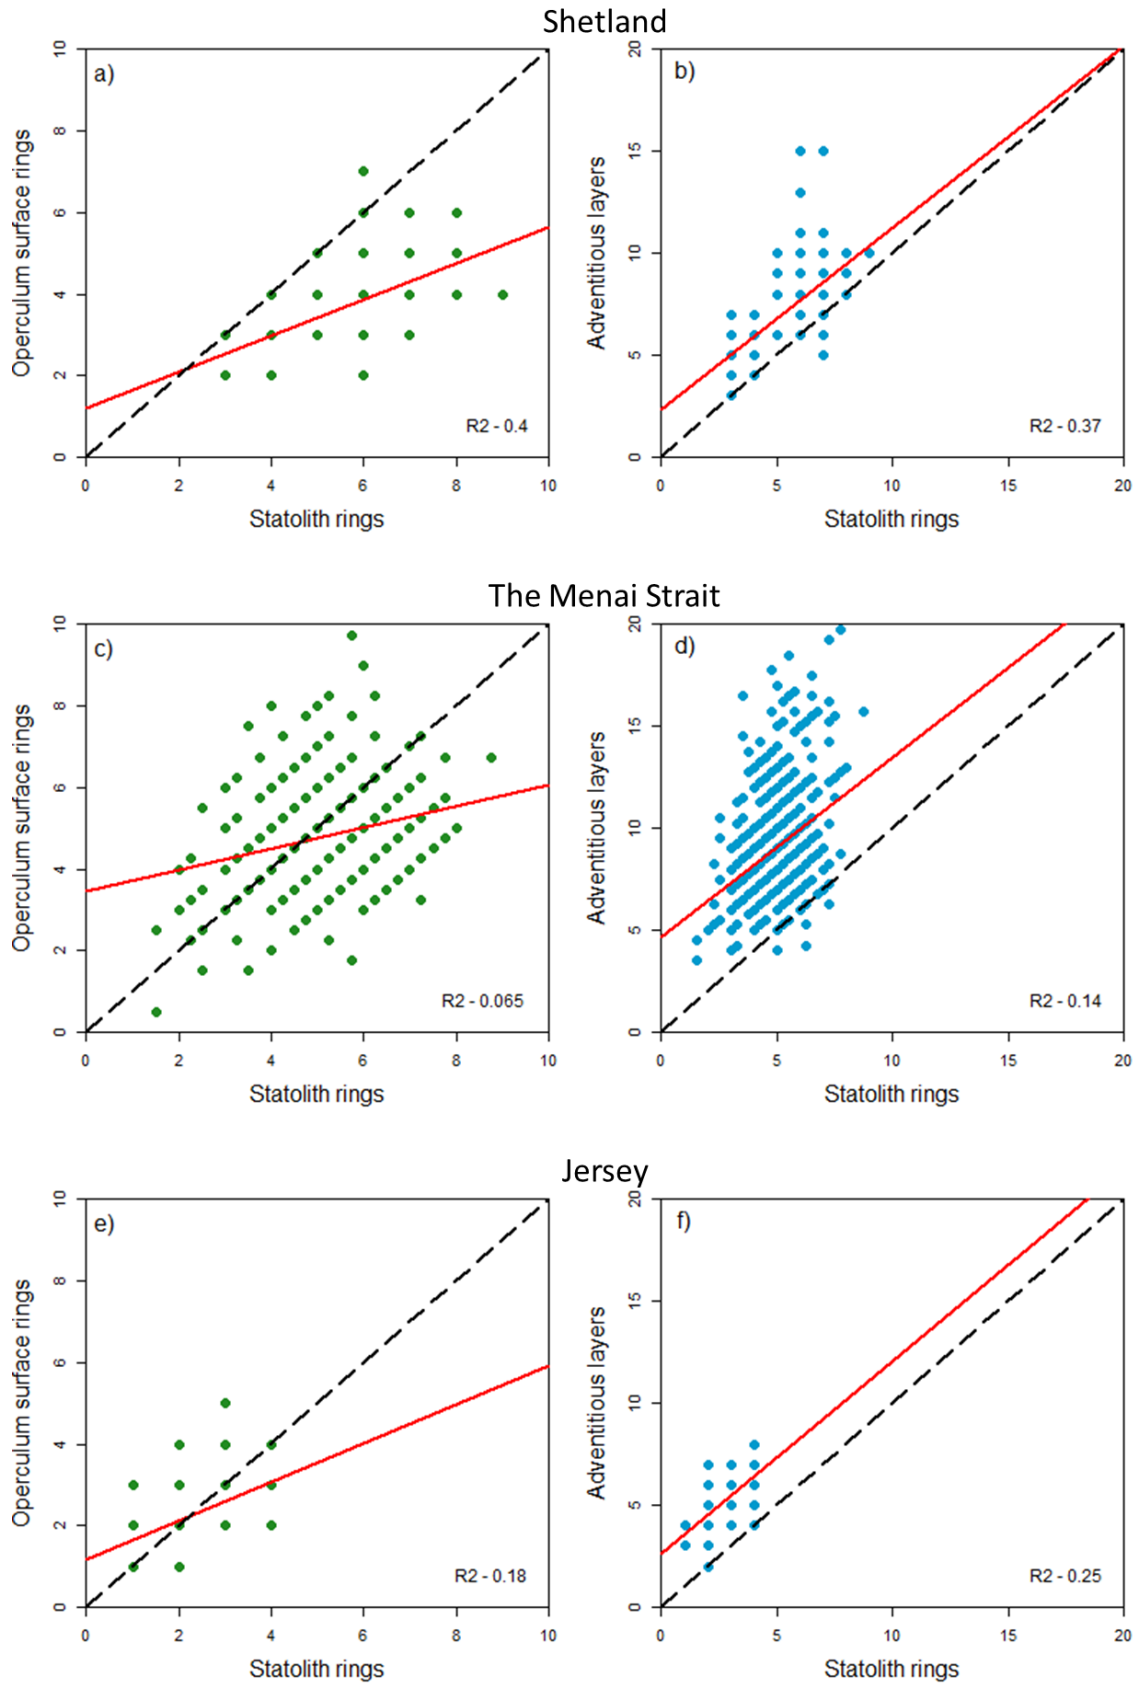 Shetland
a)
Operculum surface rings
0 2 4 6 8 10
R2 - 0.4
0 2 4 6 8 10
Statolith rings
b)
Adventitious layers
0 5 10 15 20
R2 - 0.37
0 5 10 15 20
Statolith rings
The Menai Strait
c)
Operculum surface rings
0 2 4 6 8 10
R2 - 0.065
0 2 4 6 8 10
Statolith rings
d)
Adventitious layers
0 5 10 15 20
R2 - 0.14
0 5 10 15 20
Statolith rings
Jersey
e)
Operculum surface rings
0 2 4 6 8 10
R2 - 0.18
0 2 4 6 8 10
Statolith rings
f)
Adventitious layers
0 5 10 15 20
R2 - 0.25
0 5 10 15 20
Statolith rings